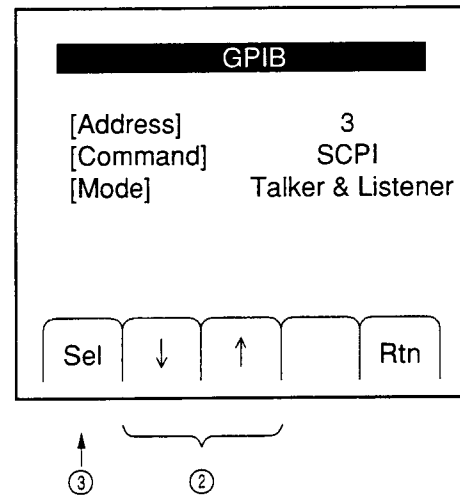 GPIB
[Address] 3
[Command] SCPI
[Mode] Talker & Listener
Sel ↓ ↑ Rtn
③ ②